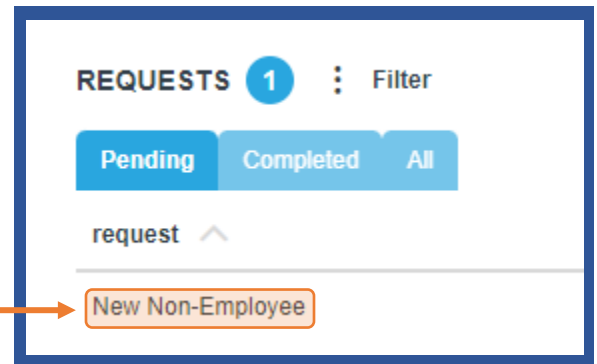 REQUESTS 1 Filter
Pending Completed All
request
New Non-Employee